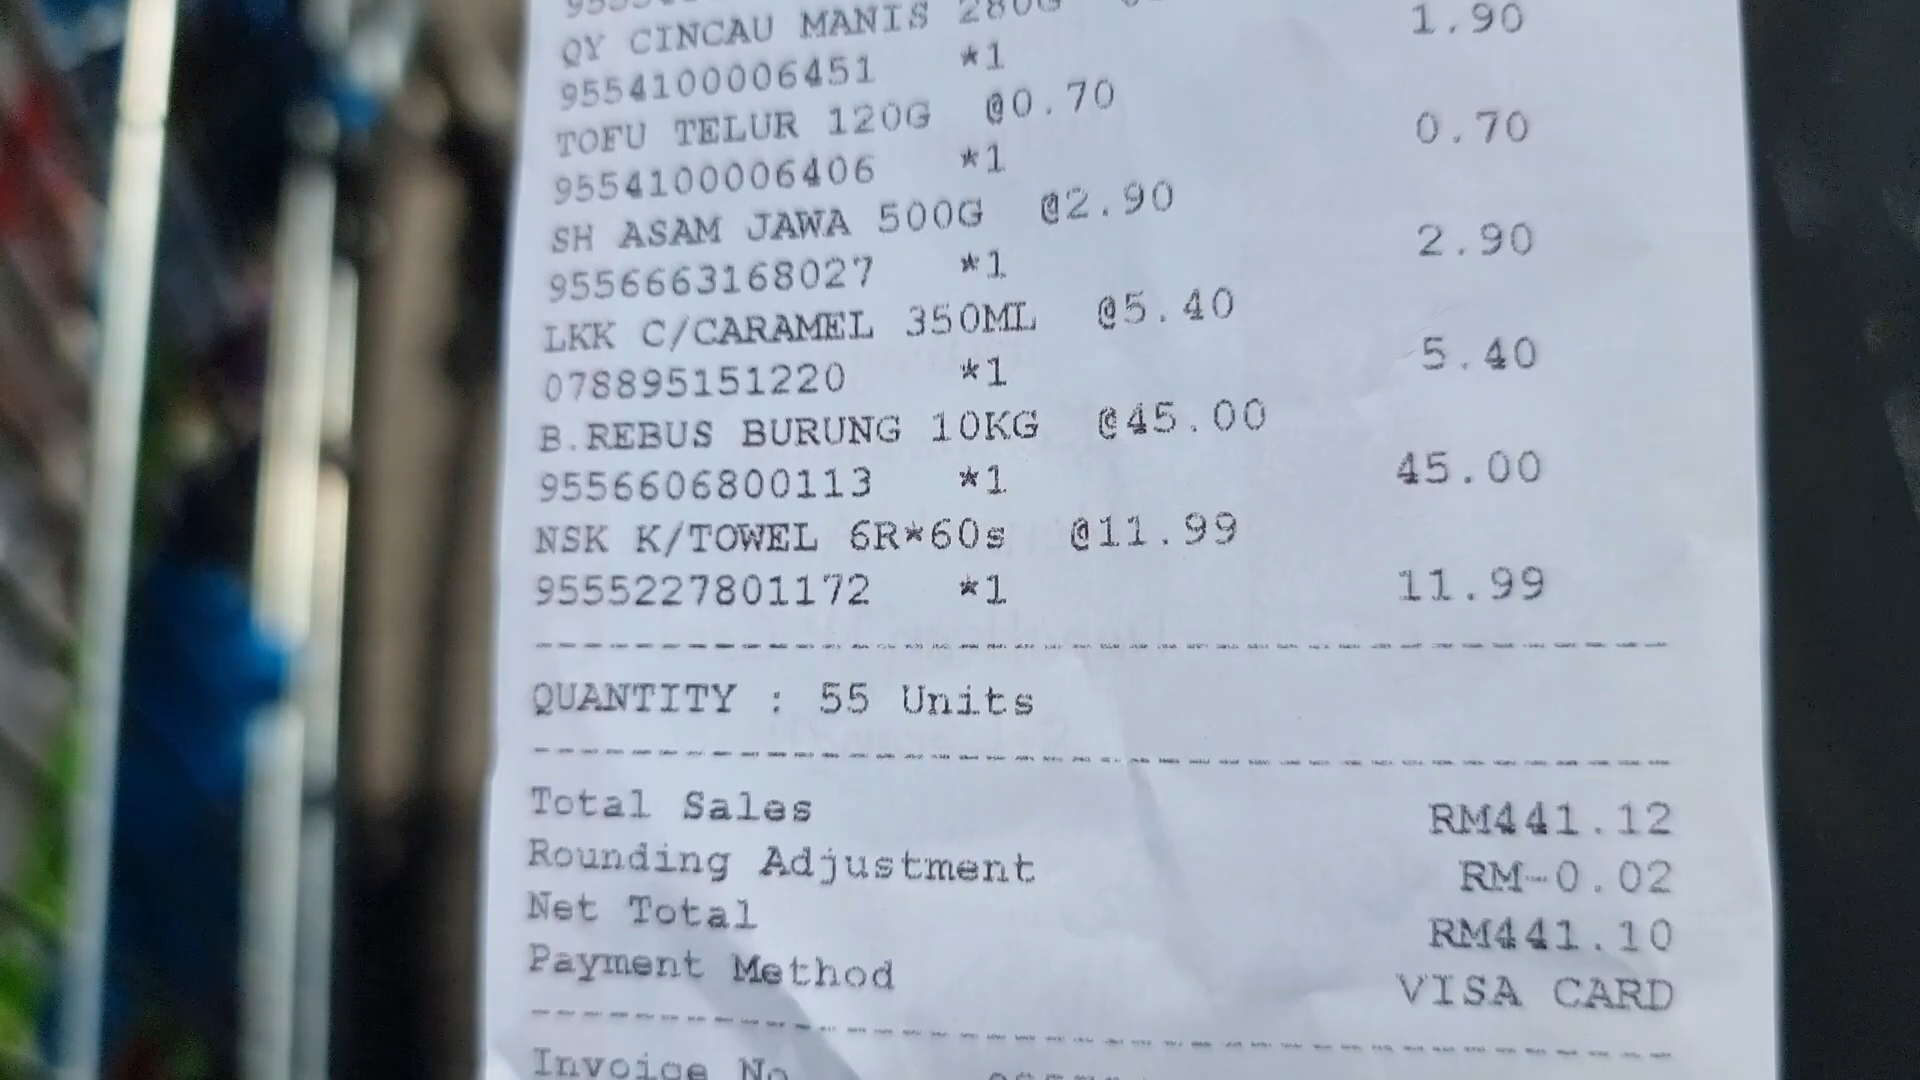 QY CINCAU MANIS 280G
9554100006451 *1 1.90
TOFU TELUR 120G @0.70
9554100006406 *1 0.70
SH ASAM JAWA 500G @2.90
9556663168027 *1 2.90
LKK C/CARAMEL 350ML @5.40
078895151220 *1 5.40
B.REBUS BURUNG 10KG @45.00
9556606800113 *1 45.00
NSK K/TOWEL 6R*60s @11.99
9555227801172 *1 11.99
QUANTITY : 55 Units
Total Sales RM441.12
Rounding Adjustment RM-0.02
Net Total RM441.10
Payment Method VISA CARD
Invoice No